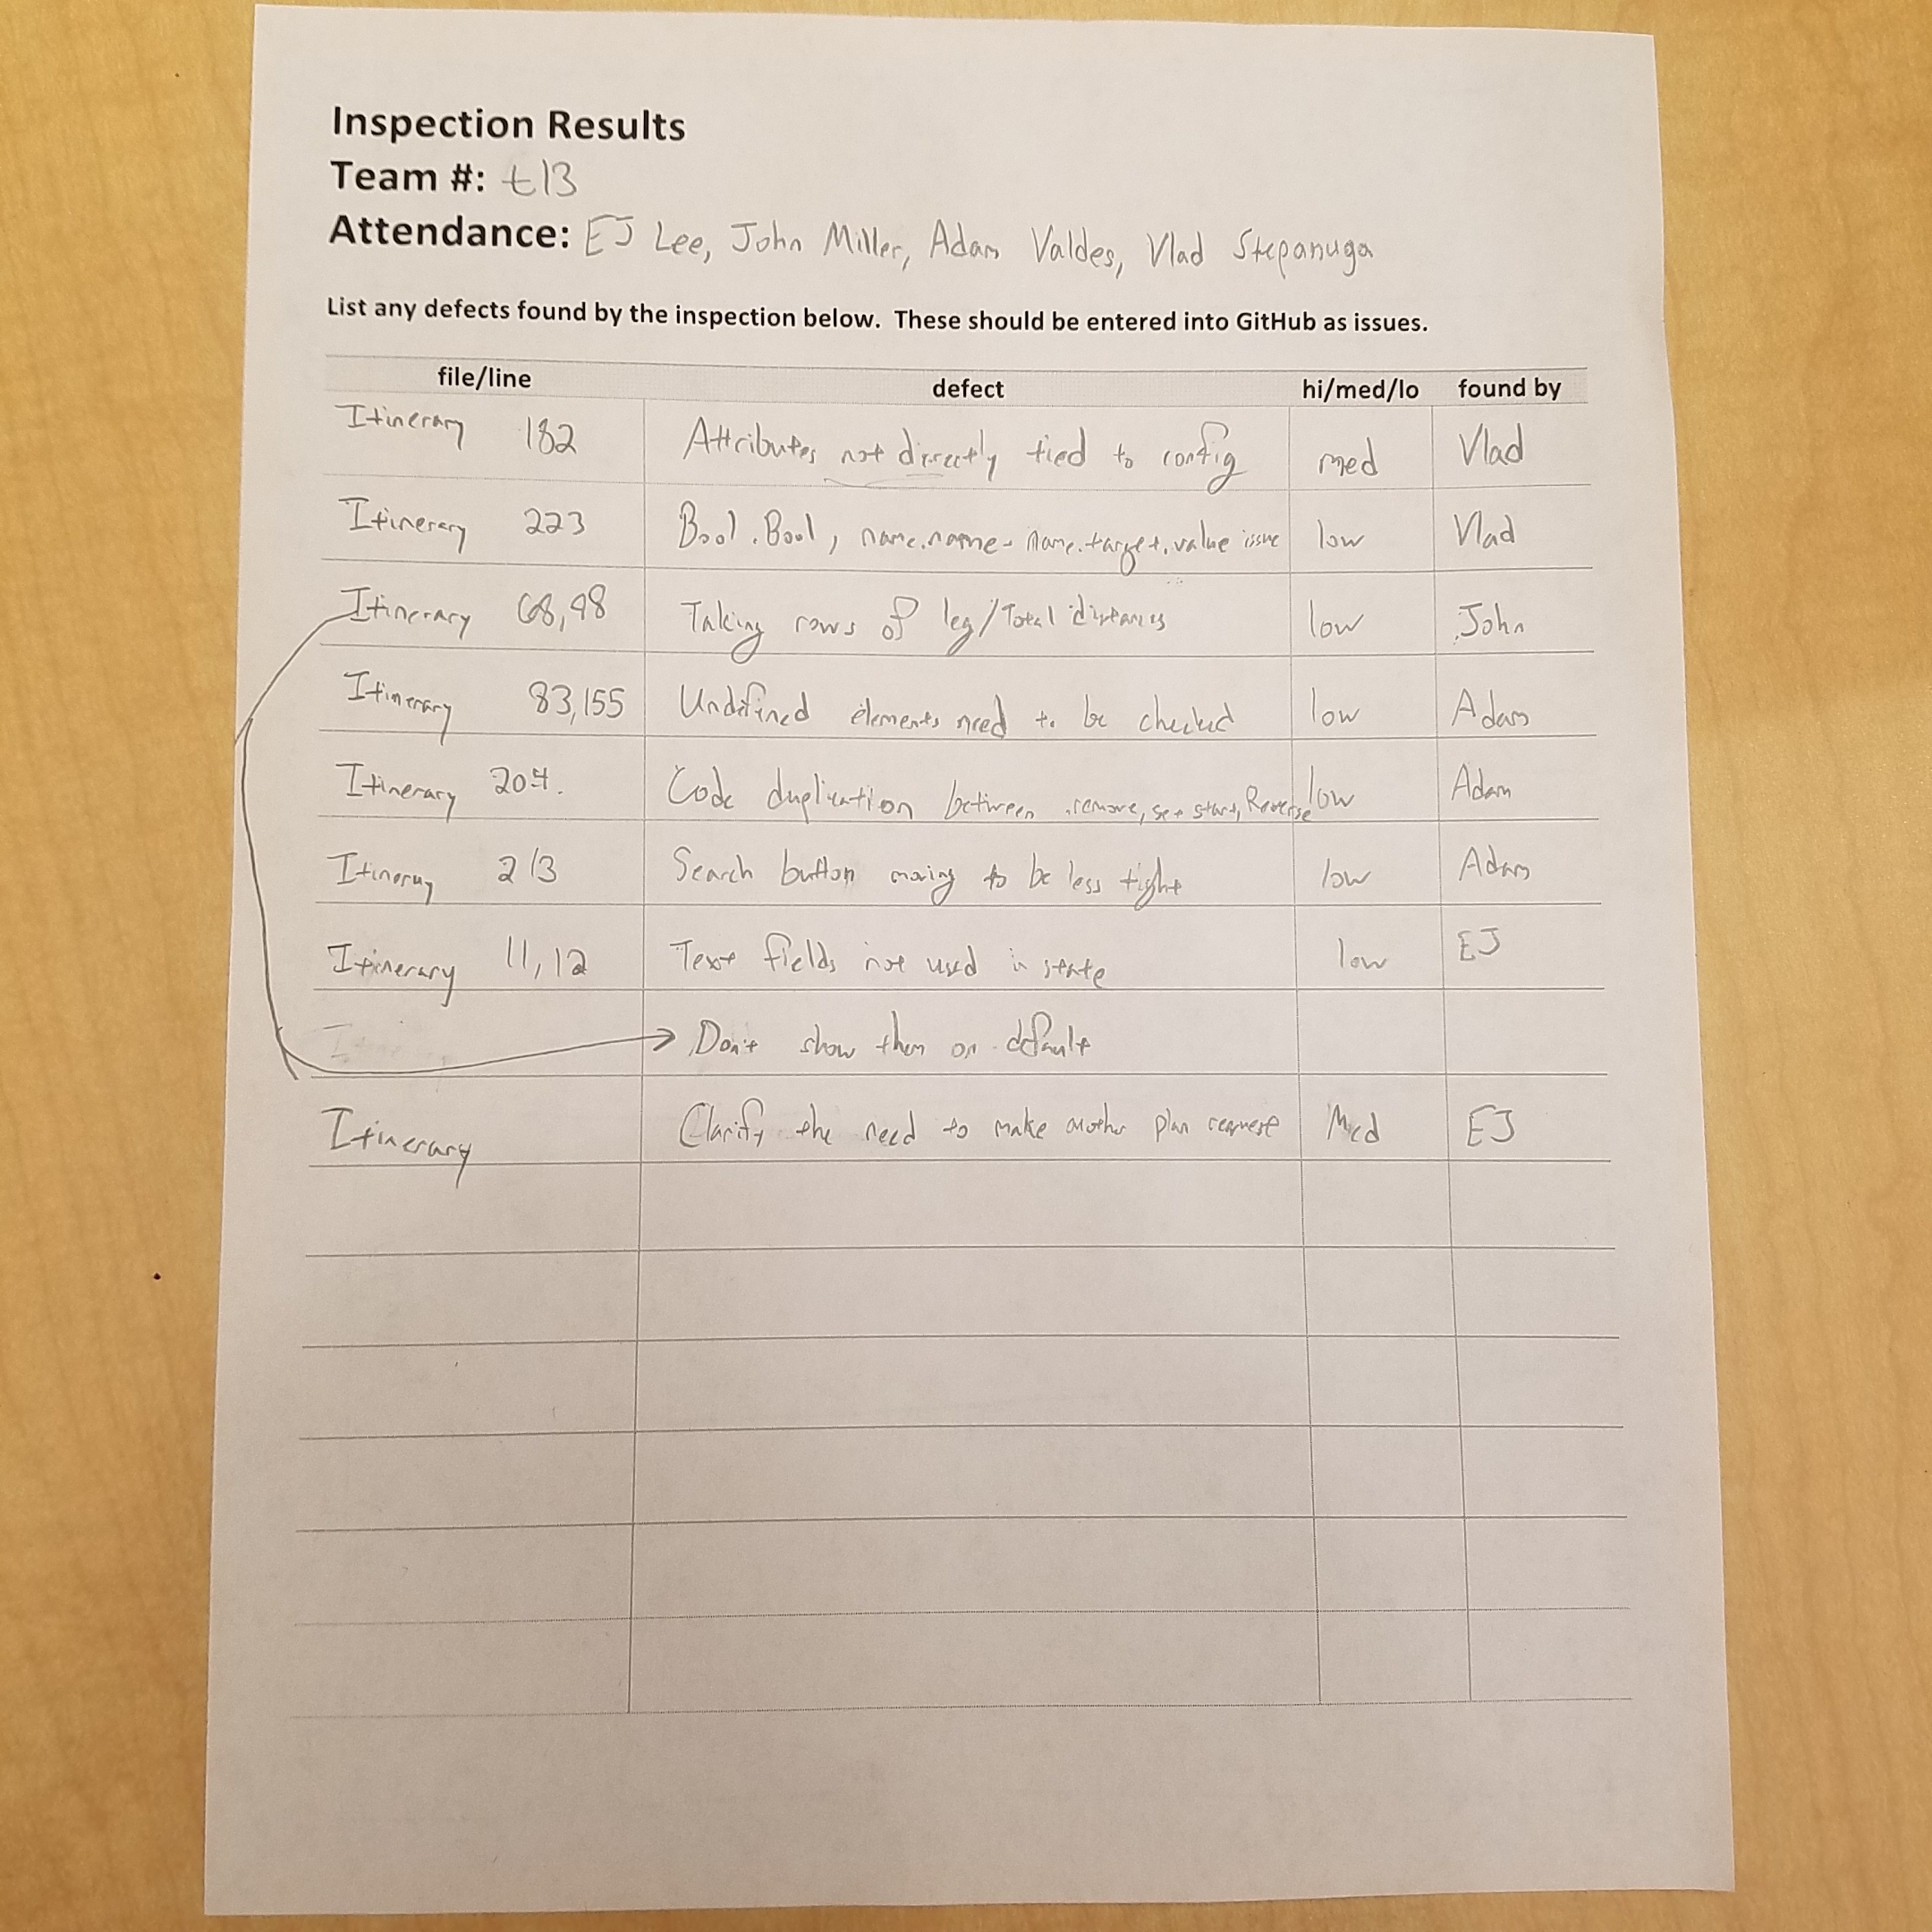 Inspection Results
Team #: t13
Attendance: EJ Lee, John Miller, Adam Valdes, Vlad Stepanuga
List any defects found by the inspection below. These should be entered into GitHub as issues.
file/line defect hi/med/lo found by
Itinerary 182 Attributes not directly tied to config med Vlad
Itinerary 223 Bool.Bool, name.name - name.target.value issue low Vlad
Itinerary 68,98 Taking rows of leg/Total distances low John
Itinerary 83,155 Undefined elements need to be checked low Adam
Itinerary 204. Code duplication between remove, set start, Reverse low Adam
Itinerary 213 Search button moving to be less tight low Adam
Itinerary 11,12 Text fields not used in state low EJ
Don't show them on default
Itinerary Clarify the need to make another plan request Med EJ